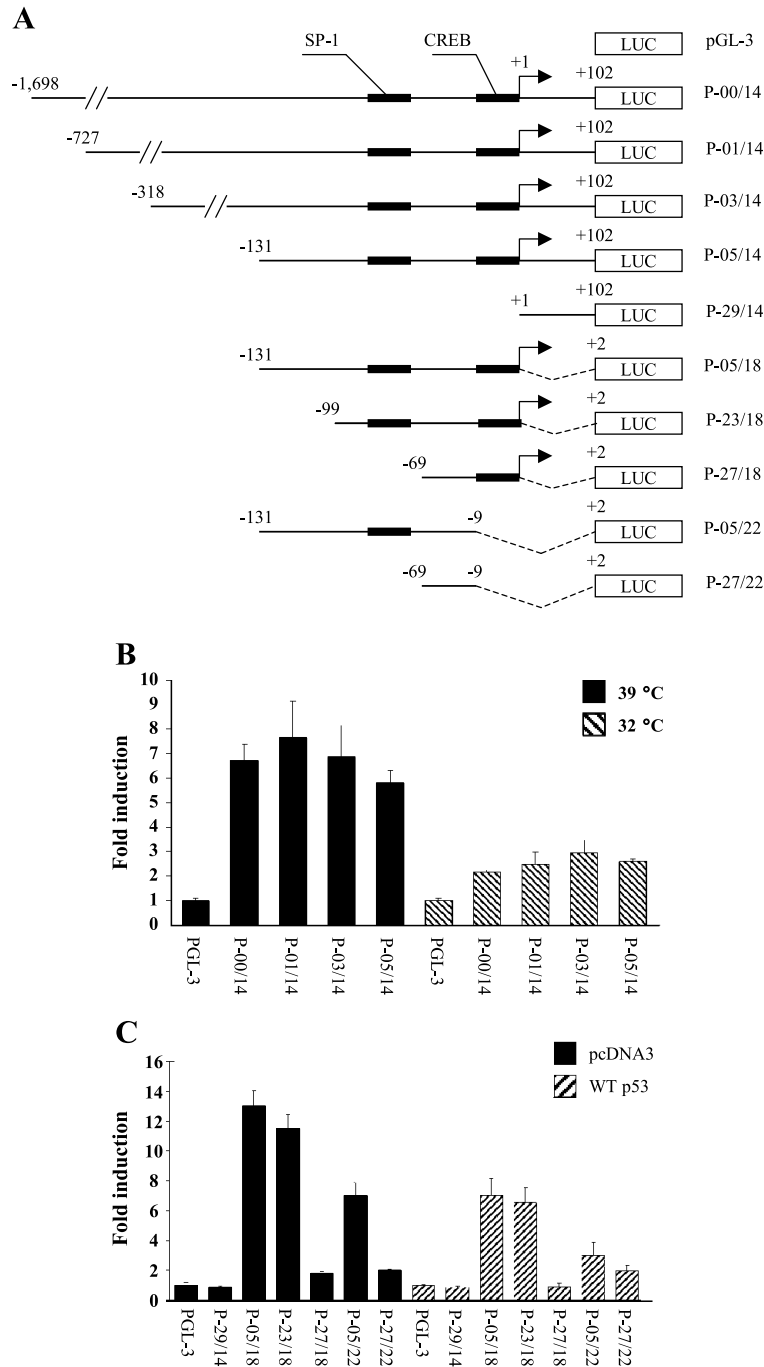 A
SP-1
CREB
+1
pGL-3
LUC
-1,698
+102
LUC
P-00/14
-727
+102
LUC
P-01/14
-318
+102
LUC
P-03/14
-131
+102
LUC
P-05/14
+1
+102
LUC
P-29/14
-131
+2
LUC
P-05/18
-99
+2
LUC
P-23/18
-69
+2
LUC
P-27/18
-131
-9
+2
LUC
P-05/22
-69
-9
+2
LUC
P-27/22
B
Fold induction
10
9
8
7
6
5
4
3
2
1
0
39 °C
32 °C
PGL-3
P-00/14
P-01/14
P-03/14
P-05/14
PGL-3
P-00/14
P-01/14
P-03/14
P-05/14
C
Fold induction
16
14
12
10
8
6
4
2
0
pcDNA3
WT p53
PGL-3
P-29/14
P-05/18
P-23/18
P-27/18
P-05/22
P-27/22
PGL-3
P-29/14
P-05/18
P-23/18
P-27/18
P-05/22
P-27/22